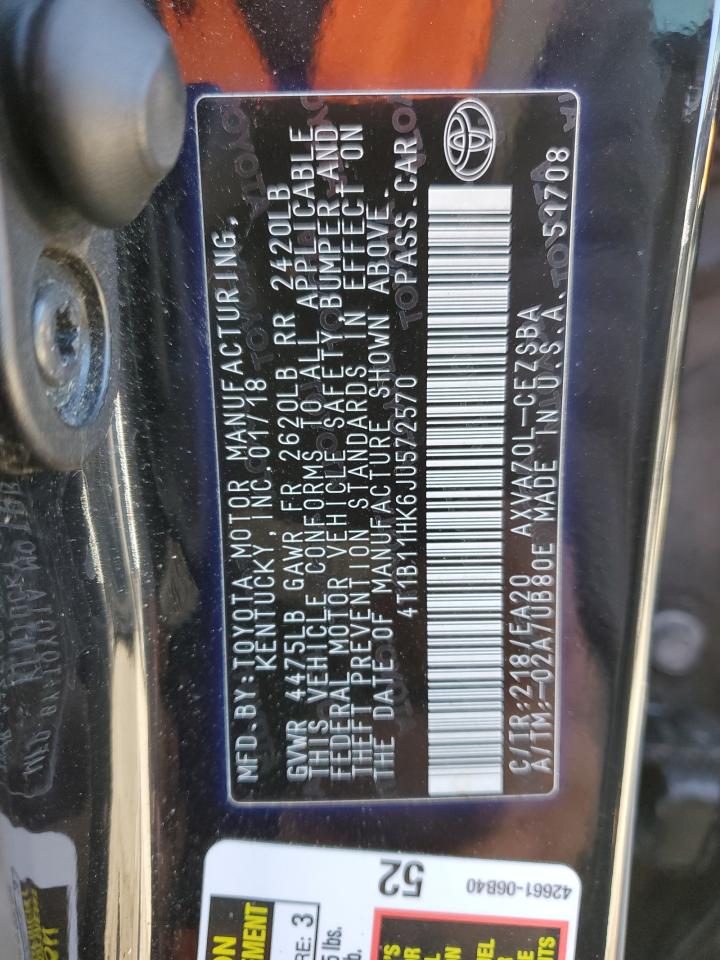 MFD.BY:TOYOTA MOTOR MANUFACTURING,
KENTUCKY,INC.01/18
GVWR 4475LB GAWR FR 2620LB RR 2420LB
THIS VEHICLE CONFORMS TO ALL APPLICABLE
FEDERAL MOTOR VEHICLE SAFETY,BUMPER,AND
THEFT PREVENTION STANDARDS IN EFFECT ON
THE DATE OF MANUFACTURE SHOWN ABOVE.
4T1B11HK6JU572570 PASS.CAR
C/TR:218/EA20 AXVA70L-CEZSBA
A/TM:-02A/UB80E MADE IN U.S.A. 51708
52
42661-06B40
3
lbs.